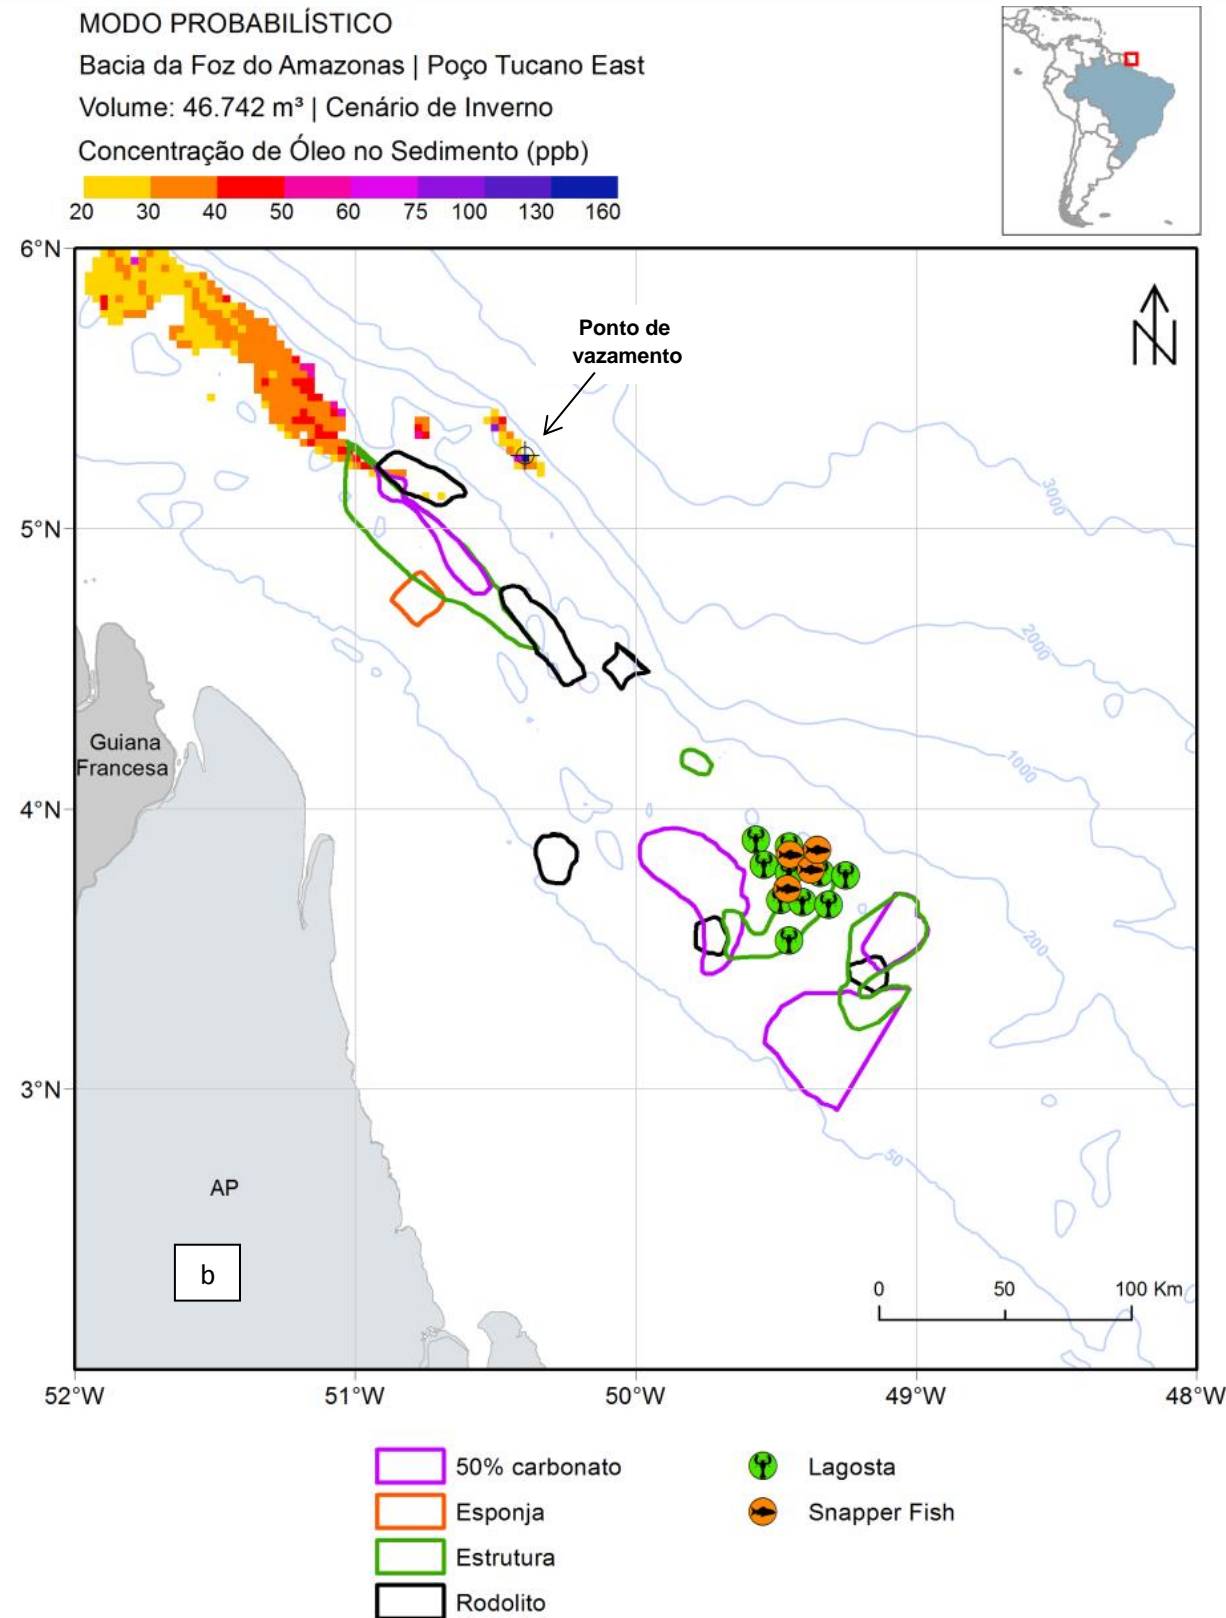 MODO PROBABILÍSTICO
Bacia da Foz do Amazonas | Poço Tucano East
Volume: 46.742 m³ | Cenário de Inverno
Concentração de Óleo no Sedimento (ppb)
20 30 40 50 60 75 100 130 160
6°N
Ponto de
vazamento
N
3000
5°N
2000
Guiana
Francesa
1000
4°N
200
3°N
50
AP
b
0 50 100 Km
52°W 51°W 50°W 49°W 48°W
50% carbonato
Lagosta
Esponja
Snapper Fish
Estrutura
Rodolito